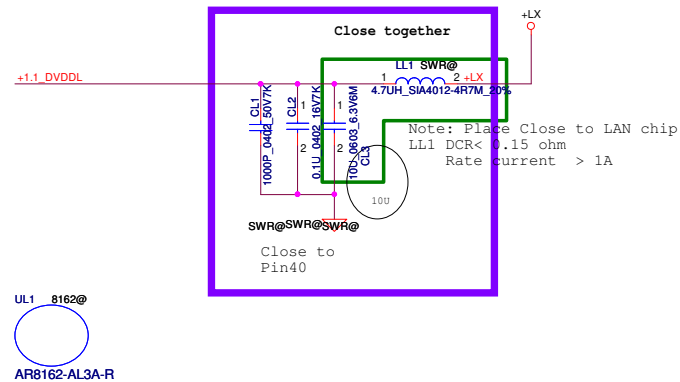 +LX
Close together
LL1 SWR@
+1.1_DVDDL
1 2 +LX
4.7UH_SIA4012-4R7M_20%
CL1
1000P_0402_50V7K
CL2
1
2
0.1U_0402_16V7K
1
2
10U_0603_6.3V6M
CL3
Note: Place Close to LAN chip
LL1 DCR< 0.15 ohm
Rate current > 1A
10U
SWR@ SWR@ SWR@
Close to
Pin40
UL1 8162@
AR8162-AL3A-R